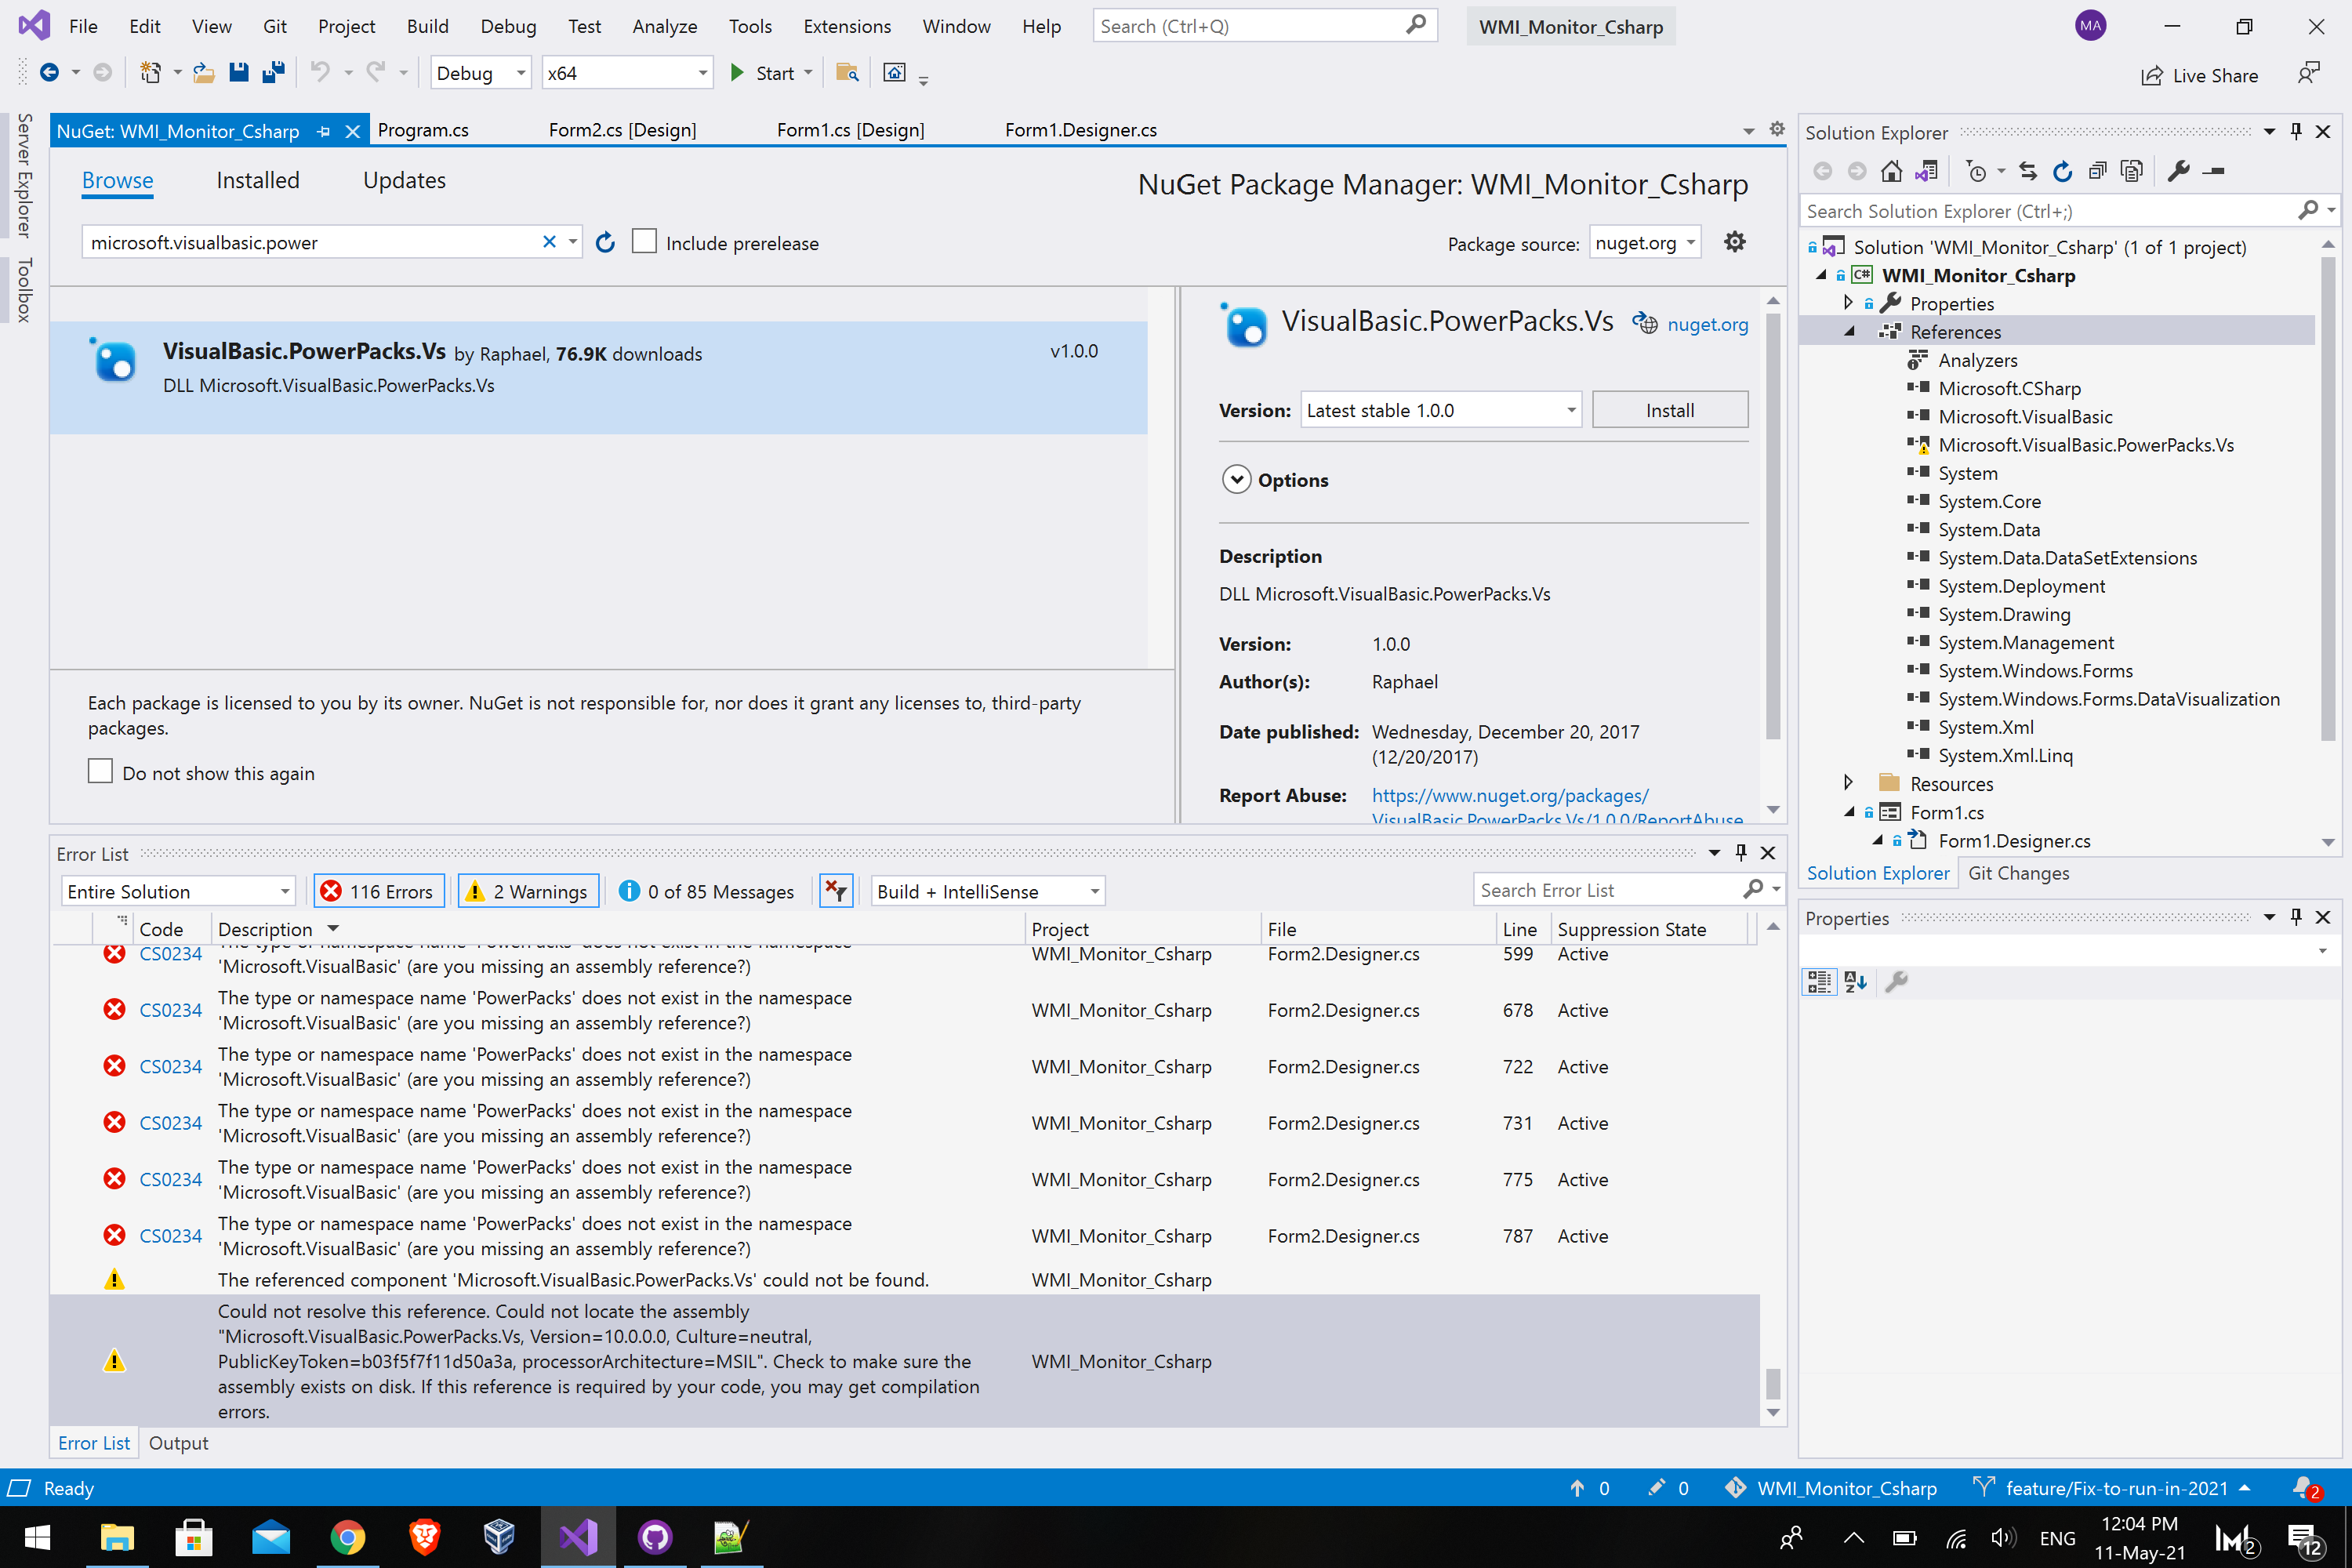 File Edit View Git Project Build Debug Test Analyze Tools Extensions Window Help Search (Ctrl+Q) WMI_Monitor_Csharp MA
Debug x64 Start Live Share
Server Explorer
Toolbox
NuGet: WMI_Monitor_Csharp Program.cs Form2.cs [Design] Form1.cs [Design] Form1.Designer.cs
Browse Installed Updates
NuGet Package Manager: WMI_Monitor_Csharp
microsoft.visualbasic.power Include prerelease Package source: nuget.org
VisualBasic.PowerPacks.Vs by Raphael, 76.9K downloads v1.0.0
DLL Microsoft.VisualBasic.PowerPacks.Vs
Each package is licensed to you by its owner. NuGet is not responsible for, nor does it grant any licenses to, third-party
packages.
Do not show this again
VisualBasic.PowerPacks.Vs nuget.org
Version: Latest stable 1.0.0 Install
Options
Description
DLL Microsoft.VisualBasic.PowerPacks.Vs
Version: 1.0.0
Author(s): Raphael
Date published: Wednesday, December 20, 2017
(12/20/2017)
Report Abuse: https://www.nuget.org/packages/
VisualBasic.PowerPacks.Vs/1.0.0/ReportAbuse
Error List
Entire Solution 116 Errors 2 Warnings 0 of 85 Messages Build + IntelliSense Search Error List
Code Description Project File Line Suppression State
The type or namespace name 'PowerPacks' does not exist in the namespace
CS0234 'Microsoft.VisualBasic' (are you missing an assembly reference?) WMI_Monitor_Csharp Form2.Designer.cs 599 Active
The type or namespace name 'PowerPacks' does not exist in the namespace
CS0234 'Microsoft.VisualBasic' (are you missing an assembly reference?) WMI_Monitor_Csharp Form2.Designer.cs 678 Active
The type or namespace name 'PowerPacks' does not exist in the namespace
CS0234 'Microsoft.VisualBasic' (are you missing an assembly reference?) WMI_Monitor_Csharp Form2.Designer.cs 722 Active
The type or namespace name 'PowerPacks' does not exist in the namespace
CS0234 'Microsoft.VisualBasic' (are you missing an assembly reference?) WMI_Monitor_Csharp Form2.Designer.cs 731 Active
The type or namespace name 'PowerPacks' does not exist in the namespace
CS0234 'Microsoft.VisualBasic' (are you missing an assembly reference?) WMI_Monitor_Csharp Form2.Designer.cs 775 Active
The type or namespace name 'PowerPacks' does not exist in the namespace
CS0234 'Microsoft.VisualBasic' (are you missing an assembly reference?) WMI_Monitor_Csharp Form2.Designer.cs 787 Active
The referenced component 'Microsoft.VisualBasic.PowerPacks.Vs' could not be found. WMI_Monitor_Csharp
Could not resolve this reference. Could not locate the assembly
"Microsoft.VisualBasic.PowerPacks.Vs, Version=10.0.0.0, Culture=neutral,
PublicKeyToken=b03f5f7f11d50a3a, processorArchitecture=MSIL". Check to make sure the WMI_Monitor_Csharp
assembly exists on disk. If this reference is required by your code, you may get compilation
errors.
Error List Output
Solution Explorer
Search Solution Explorer (Ctrl+;)
Solution 'WMI_Monitor_Csharp' (1 of 1 project)
C# WMI_Monitor_Csharp
Properties
References
Analyzers
Microsoft.CSharp
Microsoft.VisualBasic
Microsoft.VisualBasic.PowerPacks.Vs
System
System.Core
System.Data
System.Data.DataSetExtensions
System.Deployment
System.Drawing
System.Management
System.Windows.Forms
System.Windows.Forms.DataVisualization
System.Xml
System.Xml.Linq
Resources
Form1.cs
Form1.Designer.cs
Solution Explorer Git Changes
Properties
Ready 0 0 WMI_Monitor_Csharp feature/Fix-to-run-in-2021 2
ENG 12:04 PM 2 12
11-May-21